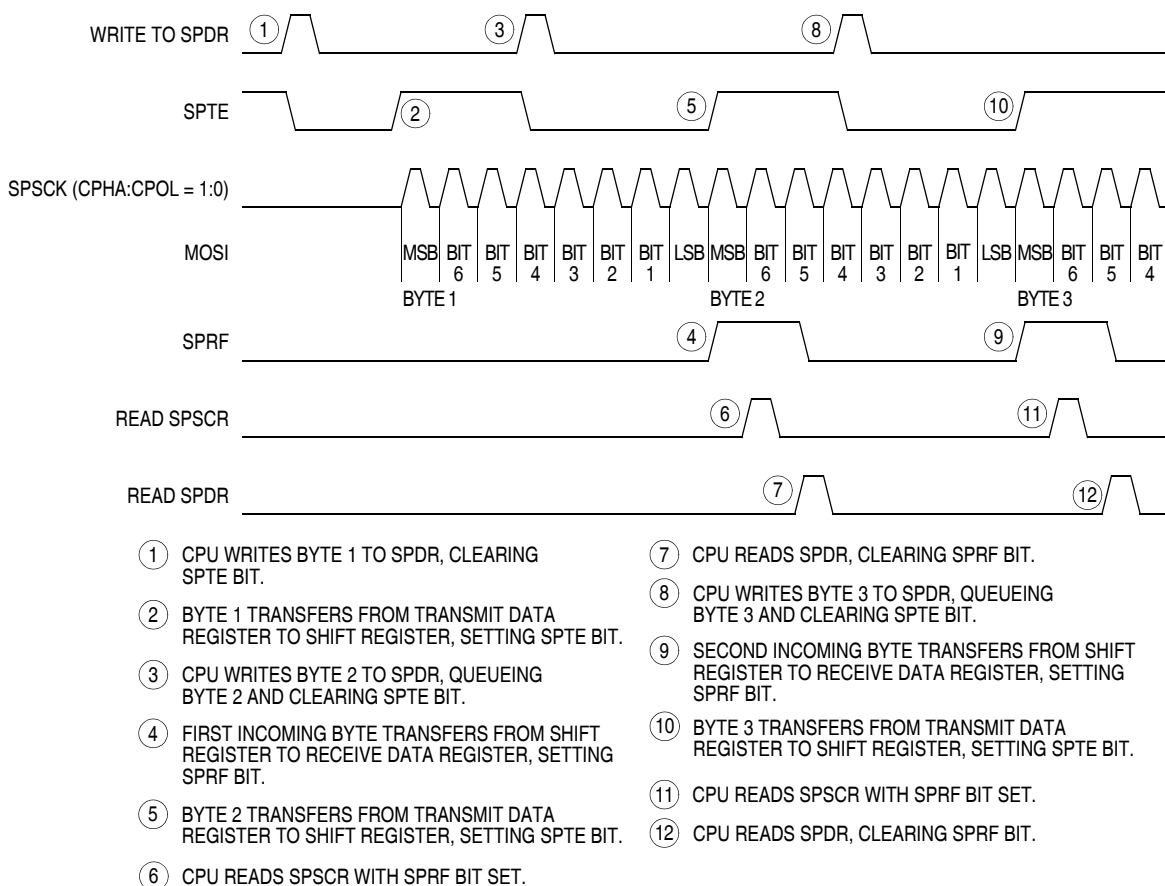 WRITE TO SPDR 1 3 8
SPTE 2 5 10
SPSCK (CPHA:CPOL = 1:0)
MOSI MSB BIT 6 BIT 5 BIT 4 BIT 3 BIT 2 BIT 1 LSB MSB BIT 6 BIT 5 BIT 4 BIT 3 BIT 2 BIT 1 LSB MSB BIT 6 BIT 5 BIT 4
BYTE 1 BYTE 2 BYTE 3
SPRF 4 9
READ SPSCR 6 11
READ SPDR 7 12
1 CPU WRITES BYTE 1 TO SPDR, CLEARING
SPTE BIT.
2 BYTE 1 TRANSFERS FROM TRANSMIT DATA
REGISTER TO SHIFT REGISTER, SETTING SPTE BIT.
3 CPU WRITES BYTE 2 TO SPDR, QUEUEING
BYTE 2 AND CLEARING SPTE BIT.
4 FIRST INCOMING BYTE TRANSFERS FROM SHIFT
REGISTER TO RECEIVE DATA REGISTER, SETTING
SPRF BIT.
5 BYTE 2 TRANSFERS FROM TRANSMIT DATA
REGISTER TO SHIFT REGISTER, SETTING SPTE BIT.
6 CPU READS SPSCR WITH SPRF BIT SET.
7 CPU READS SPDR, CLEARING SPRF BIT.
8 CPU WRITES BYTE 3 TO SPDR, QUEUEING
BYTE 3 AND CLEARING SPTE BIT.
9 SECOND INCOMING BYTE TRANSFERS FROM SHIFT
REGISTER TO RECEIVE DATA REGISTER, SETTING
SPRF BIT.
10 BYTE 3 TRANSFERS FROM TRANSMIT DATA
REGISTER TO SHIFT REGISTER, SETTING SPTE BIT.
11 CPU READS SPSCR WITH SPRF BIT SET.
12 CPU READS SPDR, CLEARING SPRF BIT.